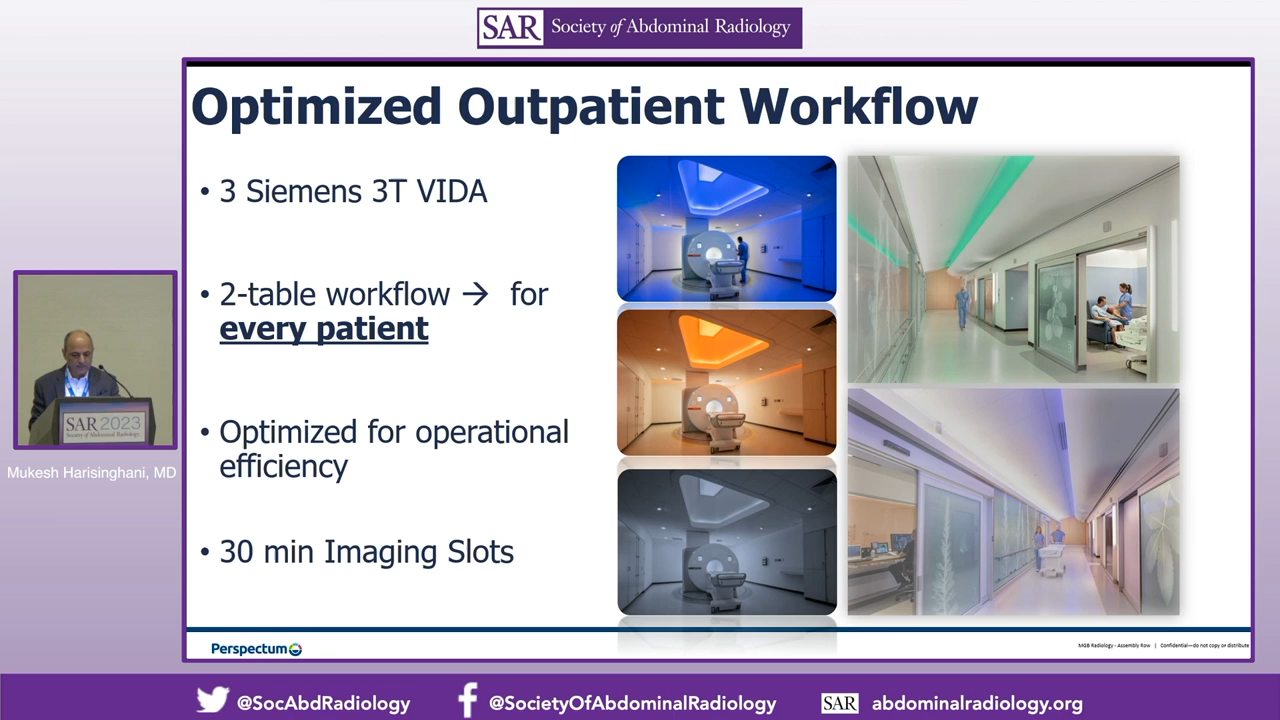 SAR Society of Abdominal Radiology
Optimized Outpatient Workflow
• 3 Siemens 3T VIDA
• 2-table workflow → for
every patient
• Optimized for operational
efficiency
• 30 min Imaging Slots
SAR 2023
Society of Abdominal Radiology
Mukesh Harisinghani, MD
Perspectum
MGB Radiology - Assembly Row | Confidential—do not copy or distribute
@SocAbdRadiology
@SocietyOfAbdominalRadiology
SAR abdominalradiology.org